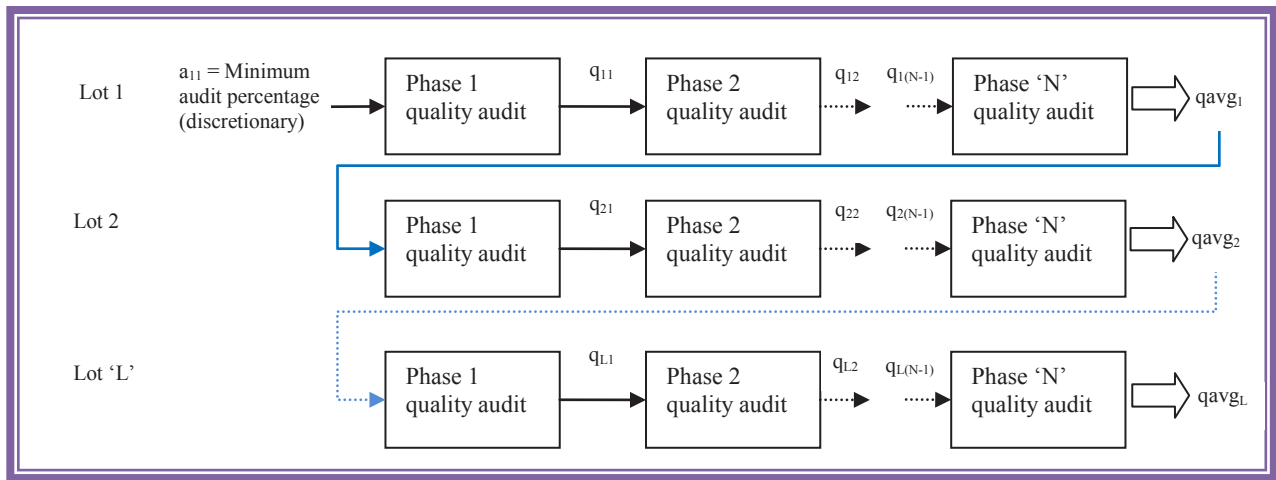 Lot 1
a₁₁ = Minimum
audit percentage
(discretionary)
Phase 1
quality audit
q₁₁
Phase 2
quality audit
q₁₂
q₁₍N-1₎
Phase ‘N’
quality audit
qavg₁
Lot 2
Phase 1
quality audit
q₂₁
Phase 2
quality audit
q₂₂
q₂₍N-1₎
Phase ‘N’
quality audit
qavg₂
Lot ‘L’
Phase 1
quality audit
qL1
Phase 2
quality audit
qL2
qL(N-1)
Phase ‘N’
quality audit
qavgL